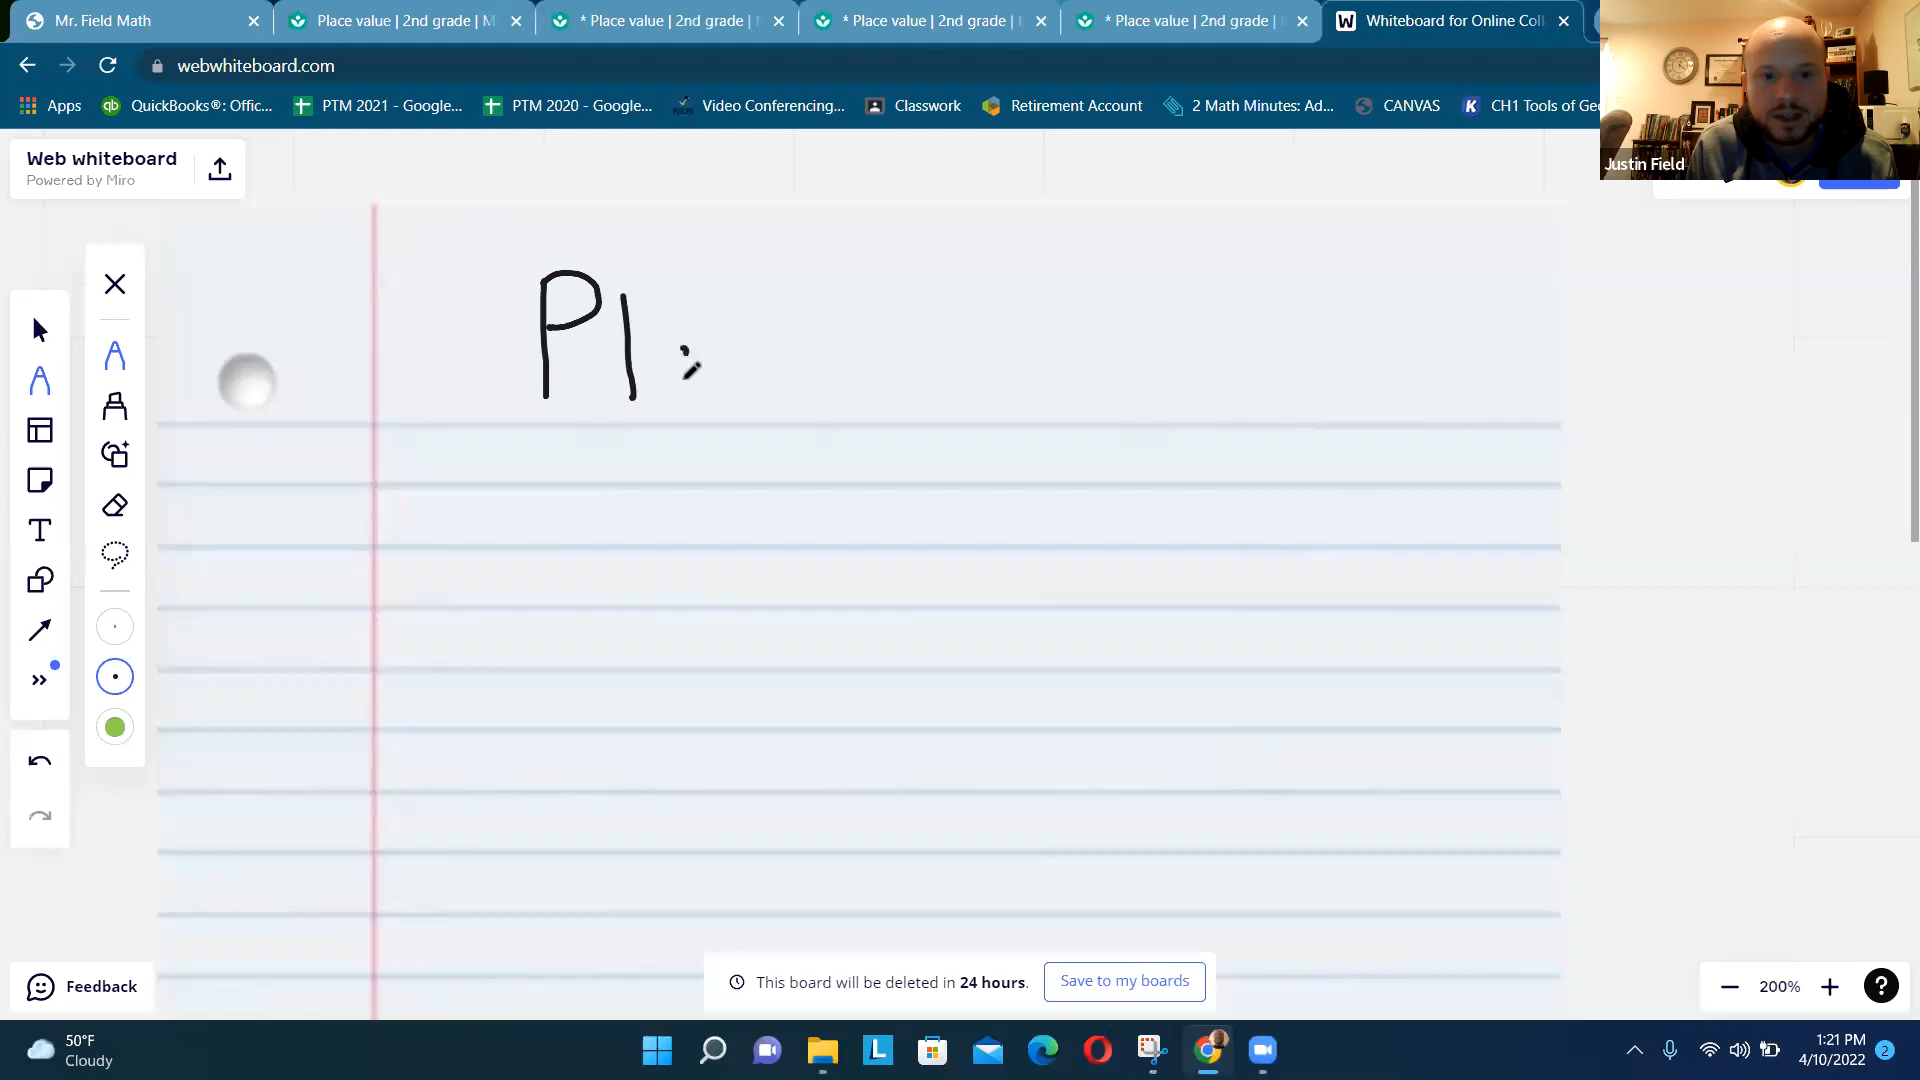 Mr. Field Math
Place value | 2nd grade | M
* Place value | 2nd grade |
* Place value | 2nd grade |
* Place value | 2nd grade |
Whiteboard for Online Coll
webwhiteboard.com
Apps
QuickBooks®: Offic...
PTM 2021 - Google...
PTM 2020 - Google...
Video Conferencing...
Classwork
Retirement Account
2 Math Minutes: Ad...
CANVAS
CH1 Tools of Geo
Justin Field
Web whiteboard
Powered by Miro
Pl
This board will be deleted in 24 hours.
Save to my boards
Feedback
200%
50°F
Cloudy
1:21 PM
4/10/2022
2